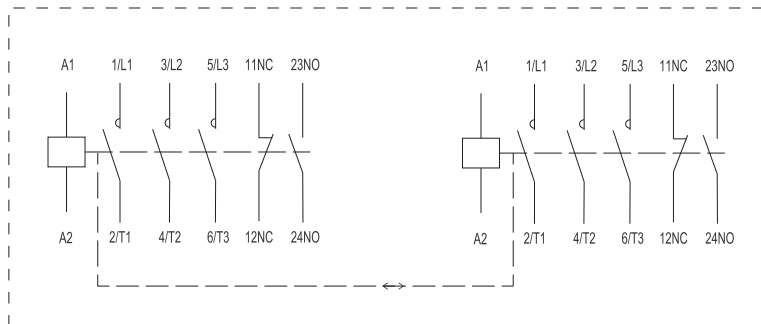 A1 1/L1 3/L2 5/L3 11NC 23NO
A2 2/T1 4/T2 6/T3 12NC 24NO
A1 1/L1 3/L2 5/L3 11NC 23NO
A2 2/T1 4/T2 6/T3 12NC 24NO